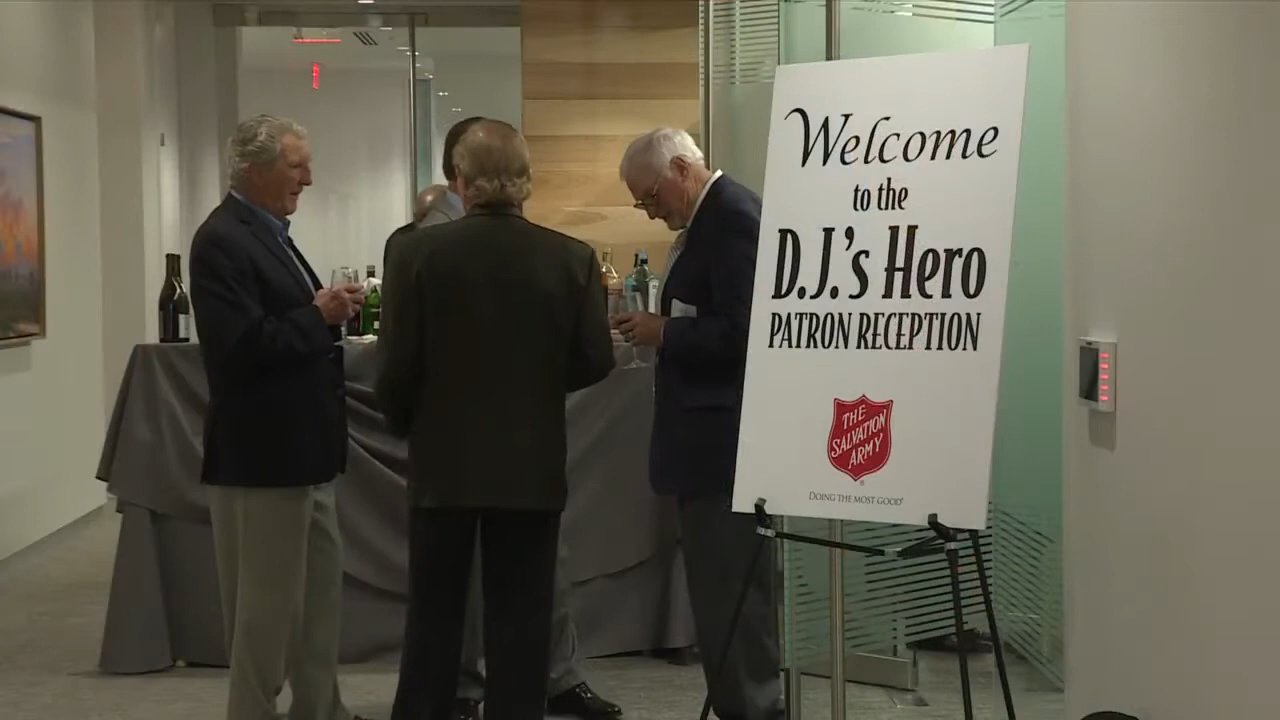 Welcome
to the
D.J.'s Hero
PATRON RECEPTION
THE
SALVATION
ARMY
DOING THE MOST GOOD®